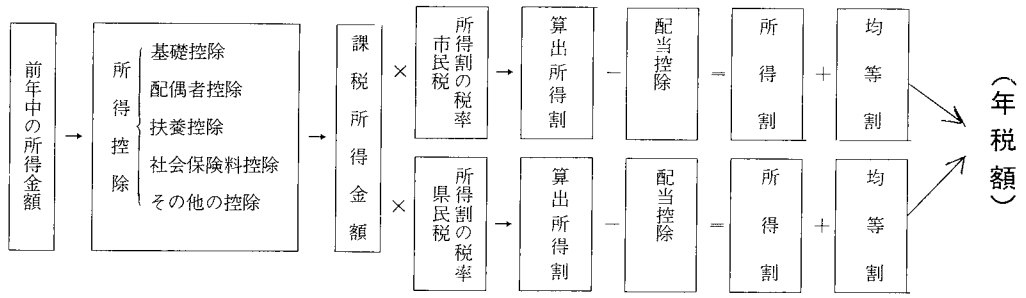 前年中の所得金額
→
所得控除
基礎控除
配偶者控除
扶養控除
社会保険料控除
その他の控除
→
課税所得金額
×
市民税
所得割の税率
→
算出所得割
－
配当控除
＝
所得割
＋
均等割
×
県民税
所得割の税率
→
算出所得割
－
配当控除
＝
所得割
＋
均等割
（年税額）